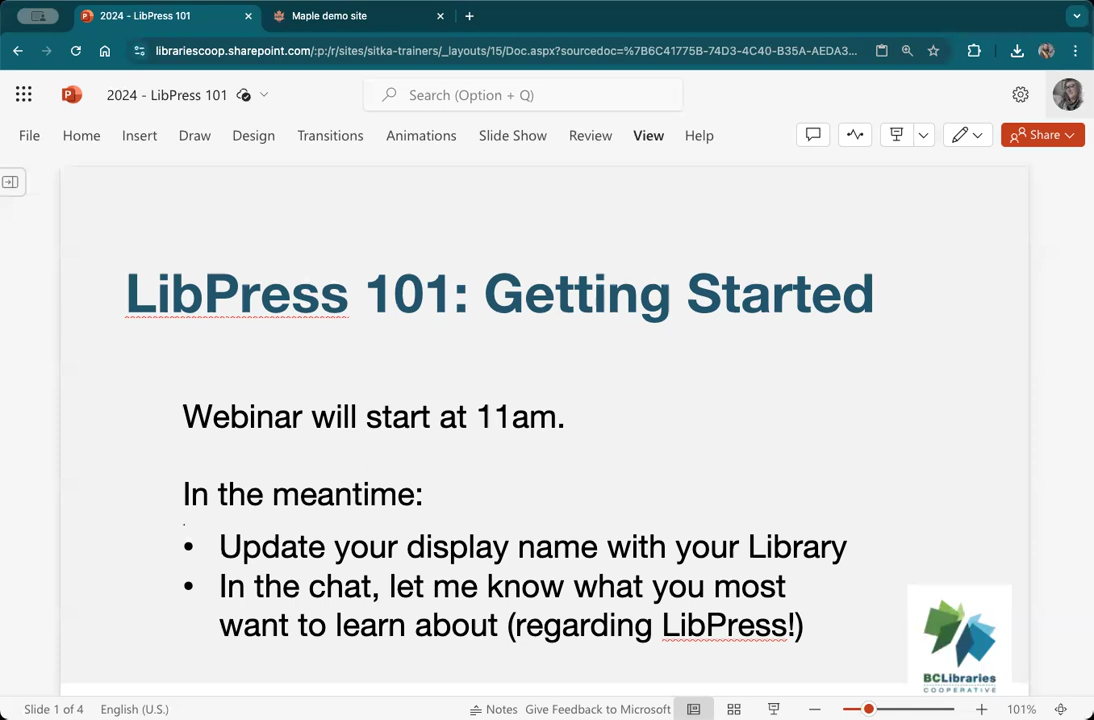 2024 - LibPress 101
Maple demo site
librariescoop.sharepoint.com/:p:/r/sites/sitka-trainers/_layouts/15/Doc.aspx?sourcedoc=%7B6C41775B-74D3-4C40-B35A-AEDA3...
2024 - LibPress 101
Search (Option + Q)
File Home Insert Draw Design Transitions Animations Slide Show Review View Help
Share
LibPress 101: Getting Started
Webinar will start at 11am.
In the meantime:
• Update your display name with your Library
• In the chat, let me know what you most
want to learn about (regarding LibPress!)
BCLibraries
COOPERATIVE
Slide 1 of 4 English (U.S.) Notes Give Feedback to Microsoft 101%